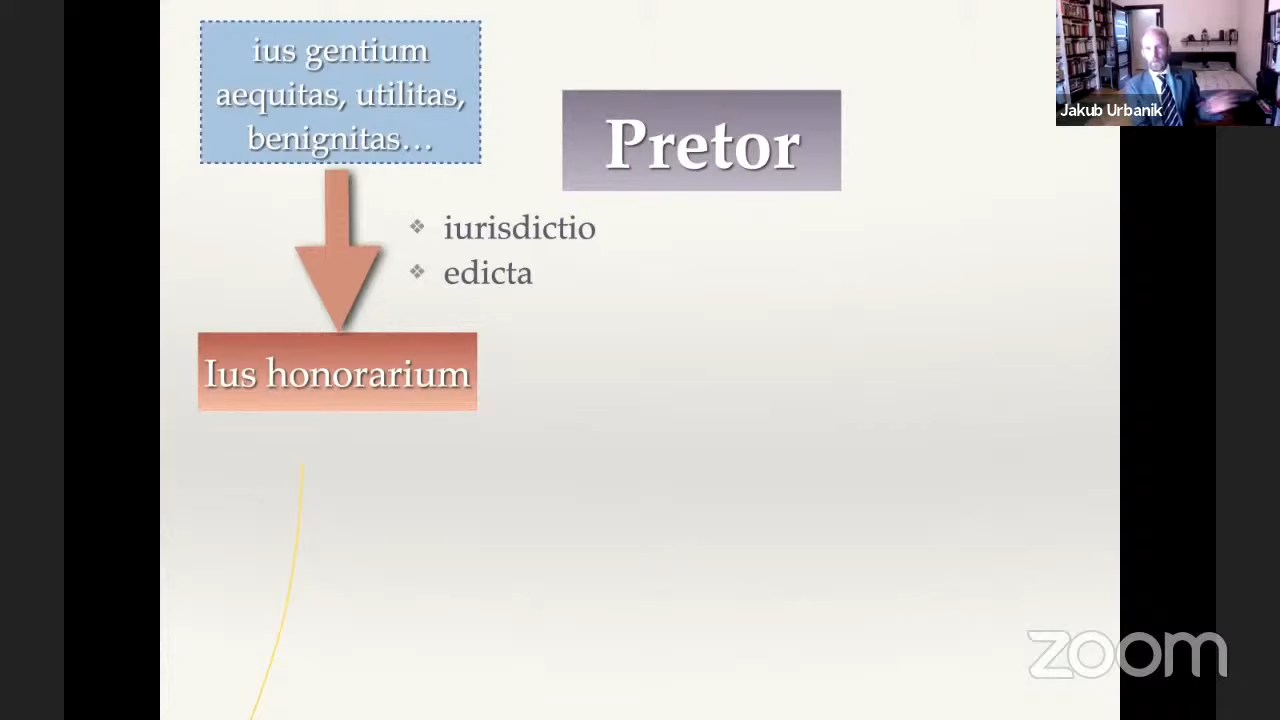 ius gentium
aequitas, utilitas,
benignitas…
Pretor
Jakub Urbanik
iurisdictio
edicta
Ius honorarium
zoom